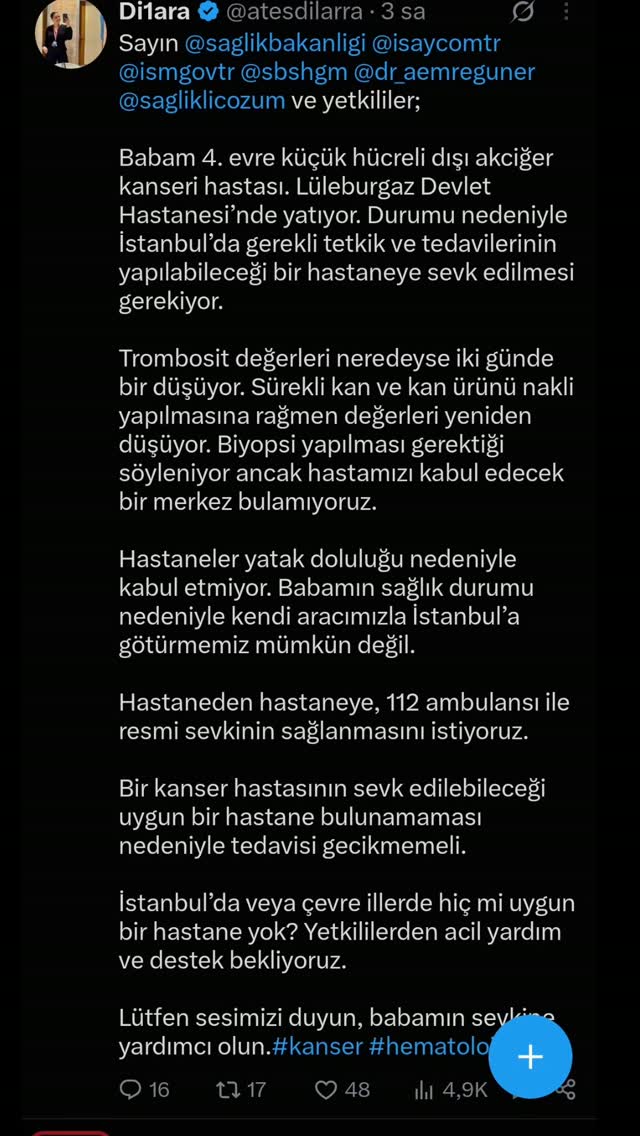 Di1ara @atesdilarra · 3 sa
Sayın @saglikbakanligi @isaycomtr
@ismgovtr @sbshgm @dr_aemreguner
@sagliklicozum ve yetkililer;
Babam 4. evre küçük hücreli dışı akciğer
kanseri hastası. Lüleburgaz Devlet
Hastanesi’nde yatıyor. Durumu nedeniyle
İstanbul’da gerekli tetkik ve tedavilerinin
yapılabileceği bir hastaneye sevk edilmesi
gerekiyor.
Trombosit değerleri neredeyse iki günde
bir düşüyor. Sürekli kan ve kan ürünü nakli
yapılmasına rağmen değerleri yeniden
düşüyor. Biyopsi yapılması gerektiği
söyleniyor ancak hastamızı kabul edecek
bir merkez bulamıyoruz.
Hastaneler yatak doluluğu nedeniyle
kabul etmiyor. Babamın sağlık durumu
nedeniyle kendi aracımızla İstanbul’a
götürmemiz mümkün değil.
Hastaneden hastaneye, 112 ambulansı ile
resmi sevkinin sağlanmasını istiyoruz.
Bir kanser hastasının sevk edilebileceği
uygun bir hastane bulunamaması
nedeniyle tedavisi gecikmemeli.
İstanbul’da veya çevre illerde hiç mi uygun
bir hastane yok? Yetkililerden acil yardım
ve destek bekliyoruz.
Lütfen sesimizi duyun, babamın sevkine
yardımcı olun.#kanser
16 17 48 4,9K